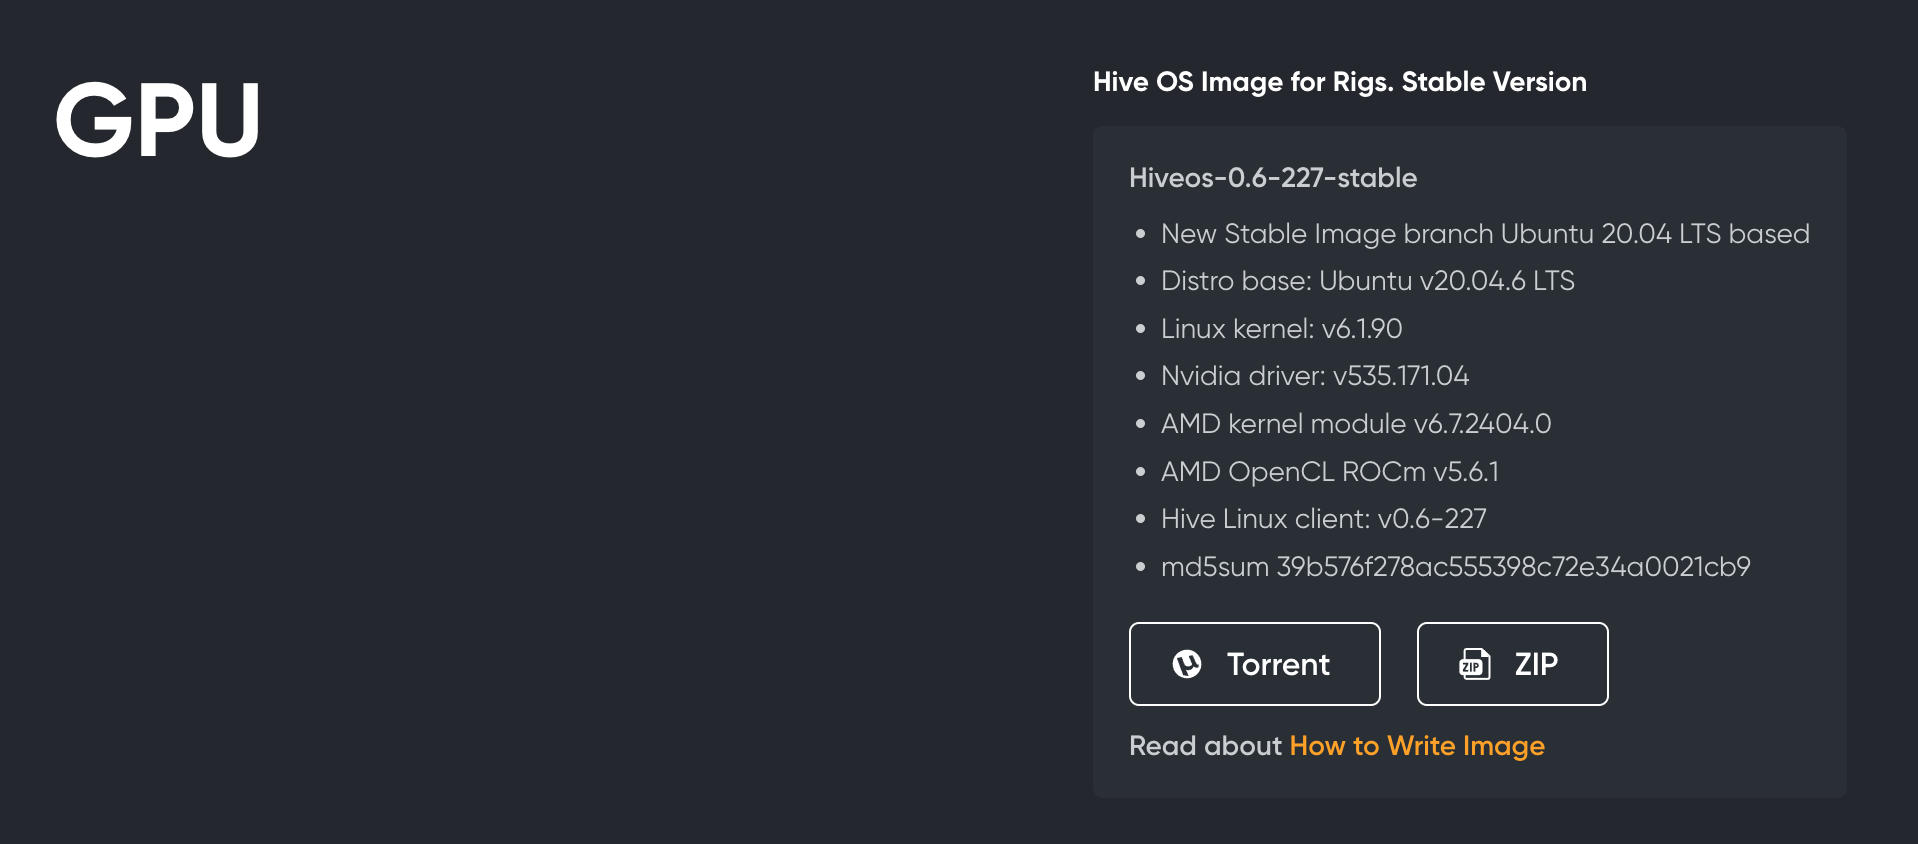 GPU
Hive OS Image for Rigs. Stable Version
Hiveos-0.6-227-stable
New Stable Image branch Ubuntu 20.04 LTS based
Distro base: Ubuntu v20.04.6 LTS
Linux kernel: v6.1.90
Nvidia driver: v535.171.04
AMD kernel module v6.7.2404.0
AMD OpenCL ROCm v5.6.1
Hive Linux client: v0.6-227
md5sum 39b576f278ac555398c72e34a0021cb9
Torrent
ZIP ZIP
Read about How to Write Image